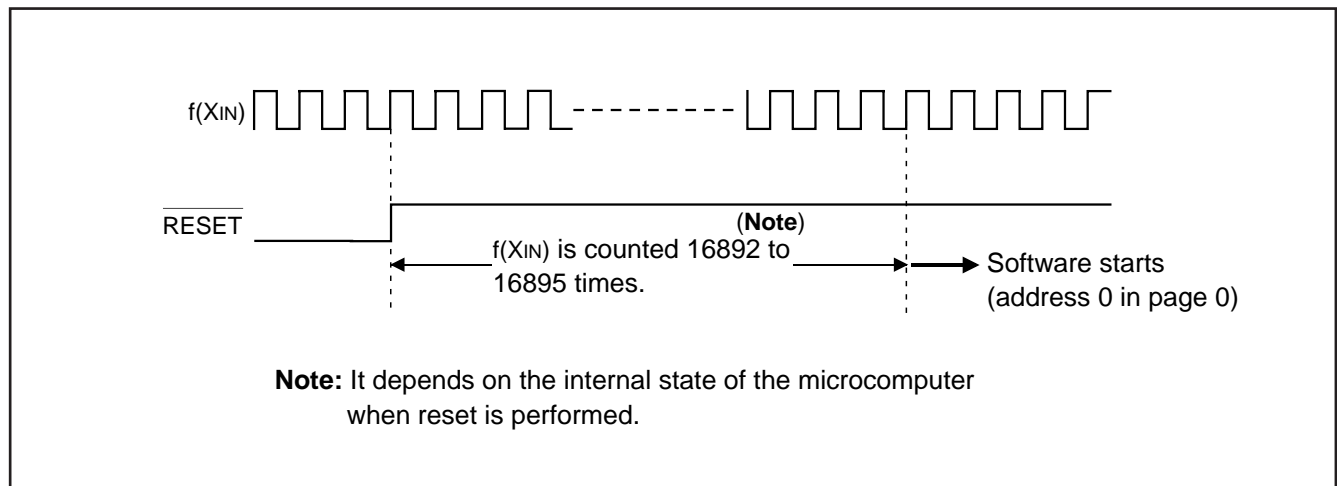 f(XIN)
RESET
(Note)
f(XIN) is counted 16892 to
16895 times.
Software starts
(address 0 in page 0)
Note: It depends on the internal state of the microcomputer
when reset is performed.